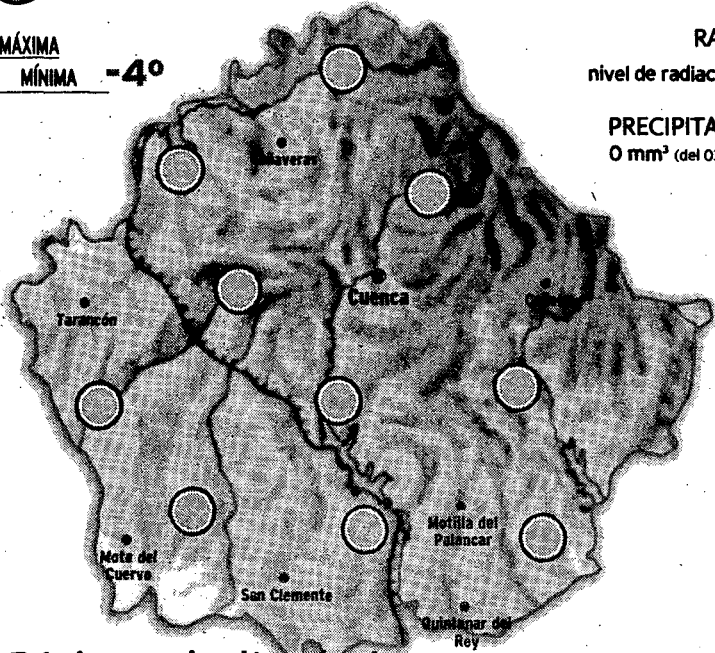 MÁXIMA
MÍNIMA -4º
nivel de radiac
PRECIPITA
0 mm³ (del 0
Cañaveras
Cuenca
Tarancón
Motilla del
Palancar
Mota del
Cuervo
San Clemente
Quintanar del
Rey